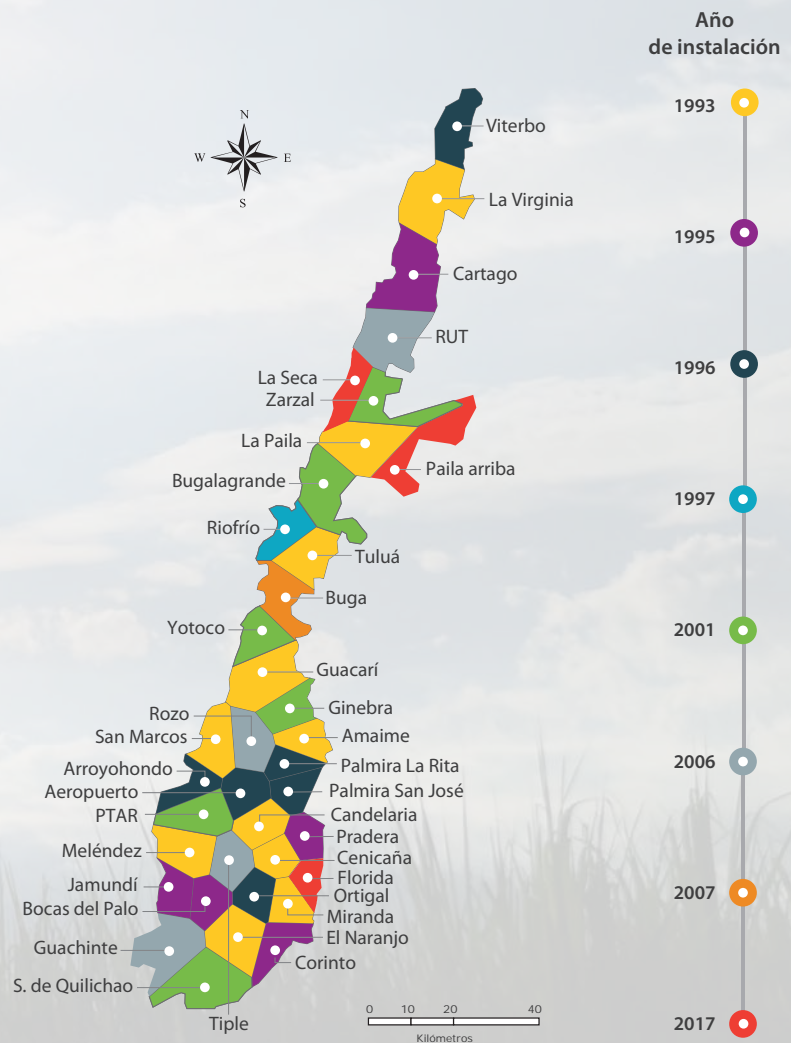 Año
de instalación
N
W
E
S
1993
1995
1996
1997
2001
2006
2007
2017
Viterbo
La Virginia
Cartago
RUT
La Seca
Zarzal
La Paila
Paila arriba
Bugalagrande
Riofrío
Tuluá
Buga
Yotoco
Guacarí
Ginebra
Rozo
San Marcos
Amaime
Arroyohondo
Palmira La Rita
Aeropuerto
Palmira San José
PTAR
Candelaria
Pradera
Meléndez
Cenicaña
Florida
Jamundí
Ortigal
Bocas del Palo
Miranda
El Naranjo
Guachinte
Corinto
S. de Quilichao
Tiple
0 10 20 40
Kilómetros